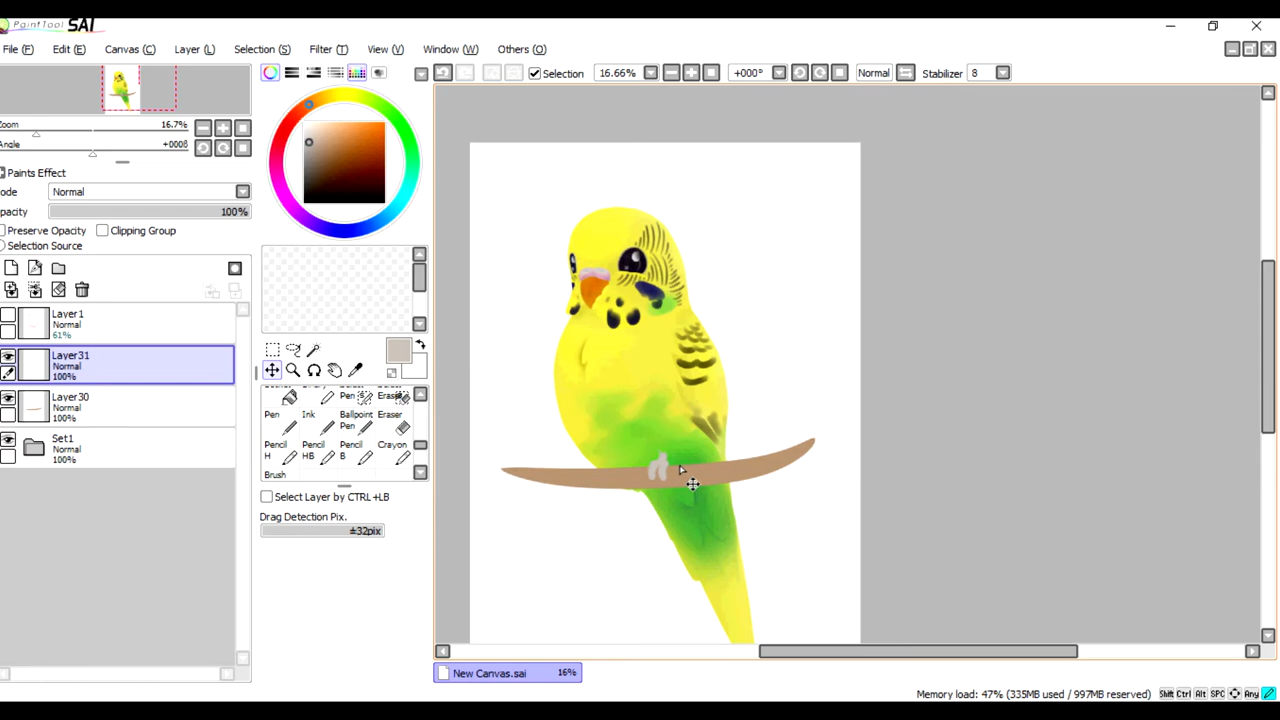 PaintTool SAI
File (F) Edit (E) Canvas (C) Layer (L) Selection (S) Filter (T) View (V) Window (W) Others (O)
Selection 16.66% +000° Normal Stabilizer 8
Zoom 16.7%
Angle +000θ
Paints Effect
ode Normal
pacity 100%
Preserve Opacity Clipping Group
Selection Source
Layer1
Normal
61%
Layer31
Normal
100%
Layer30
Normal
100%
Set1
Normal
100%
Pen Eraser
Pen Ink Ballpoint Eraser
Pen
Pencil Pencil Pencil Crayon
H HB B
Brush
Select Layer by CTRL+LB
Drag Detection Pix.
±32pix
New Canvas.sai 16%
Memory load: 47% (335MB used / 997MB reserved) Shift Ctrl Alt SPC Any